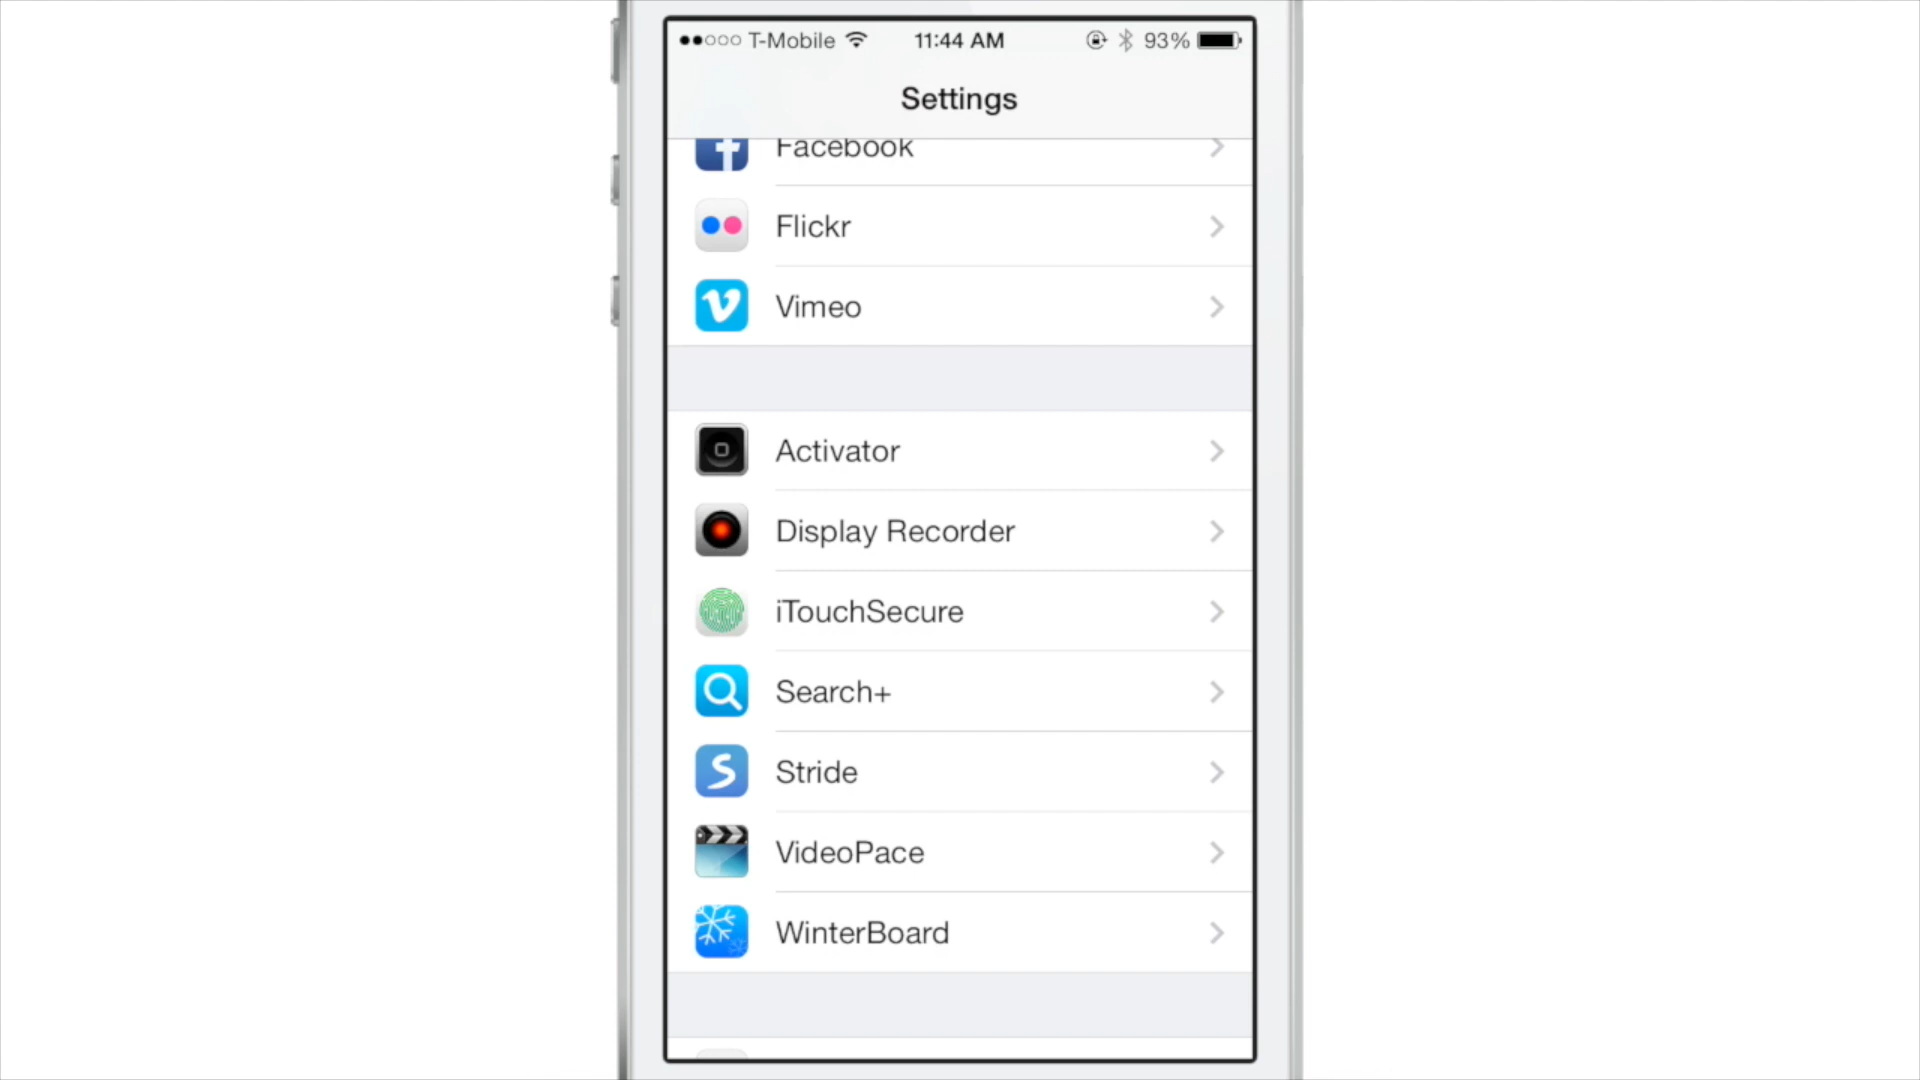 T-Mobile 11:44 AM 93%
Settings
Facebook
Flickr
Vimeo
Activator
Display Recorder
iTouchSecure
Search+
Stride
VideoPace
WinterBoard